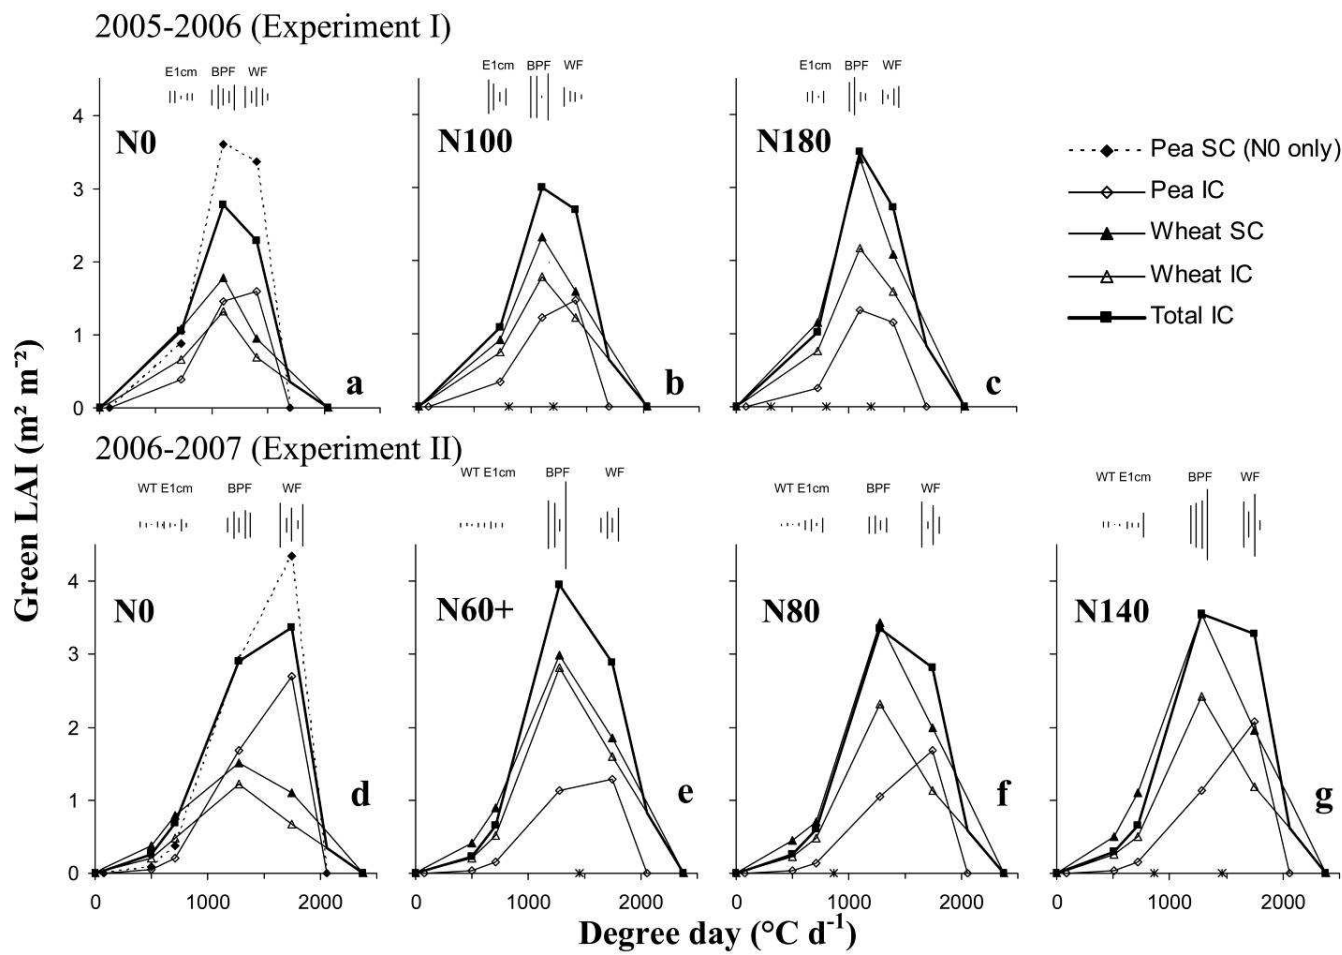 2005-2006 (Experiment I)
E1cm BPF WF
E1cm BPF WF
E1cm BPF WF
4
3
2
1
0
N0
a
N100
b
N180
c
Pea SC (N0 only)
Pea IC
Wheat SC
Wheat IC
Total IC
Green LAI (m² m⁻²)
2006-2007 (Experiment II)
WT E1cm BPF WF
WT E1cm BPF WF
WT E1cm BPF WF
WT E1cm BPF WF
4
3
2
1
0
N0
d
N60+
e
N80
f
N140
g
0 1000 2000
0 1000 2000
0 1000 2000
0 1000 2000
Degree day (°C d⁻¹)